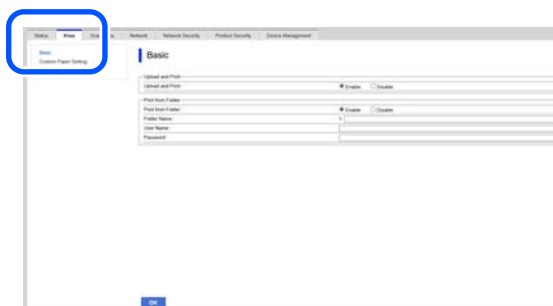 Status Print Network Network Security Product Security Device Management
Basic
Custom Paper Setting
Basic
Upload and Print
Upload and Print Enable Disable
Print from Folder
Print from Folder Enable Disable
Folder Name
User Name
Password
OK